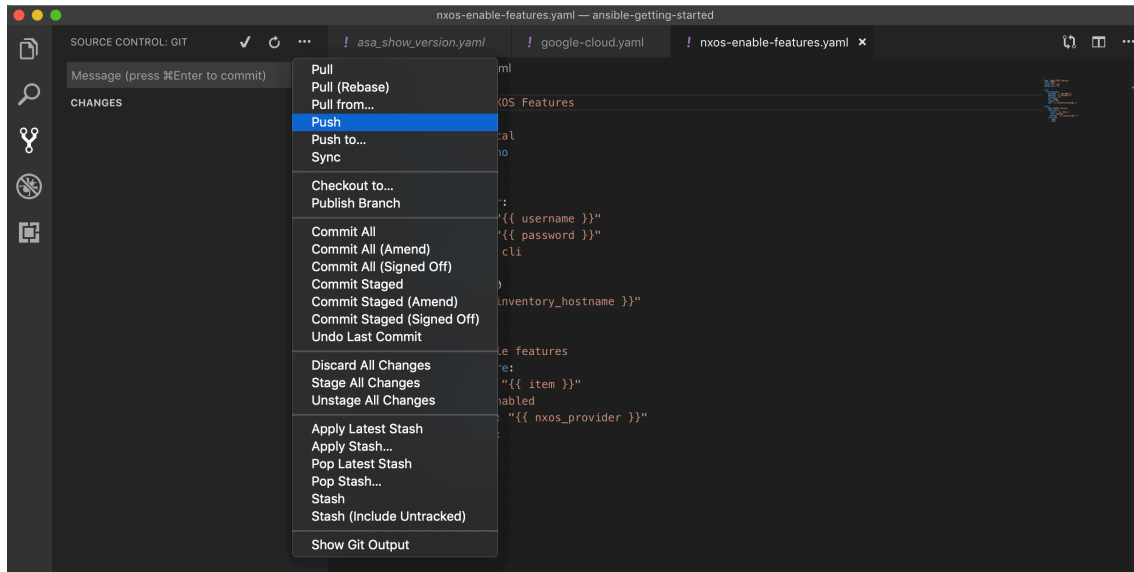 nxos-enable-features.yaml — ansible-getting-started
SOURCE CONTROL: GIT
! asa_show_version.yaml
! google-cloud.yaml
! nxos-enable-features.yaml ×
Message (press ⌘Enter to commit)
CHANGES
Pull
Pull (Rebase)
Pull from...
Push
Push to...
Sync
Checkout to...
Publish Branch
Commit All
Commit All (Amend)
Commit All (Signed Off)
Commit Staged
Commit Staged (Amend)
Commit Staged (Signed Off)
Undo Last Commit
Discard All Changes
Stage All Changes
Unstage All Changes
Apply Latest Stash
Apply Stash...
Pop Latest Stash
Pop Stash...
Stash
Stash (Include Untracked)
Show Git Output
ml
XOS Features
cal
no
r:
"{{ username }}"
"{{ password }}"
cli
inventory_hostname }}"
le features
re:
"{{ item }}"
nabled
: "{{ nxos_provider }}"
: